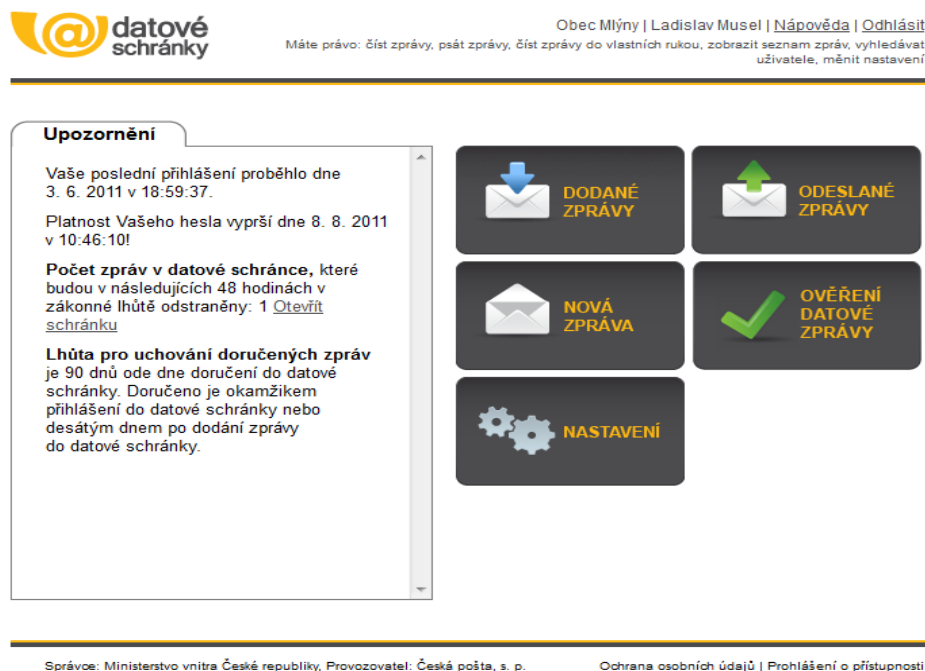 datové
schránky
Obec Mlýny | Ladislav Musel | Nápověda | Odhlásit
Máte právo: číst zprávy, psát zprávy, číst zprávy do vlastních rukou, zobrazit seznam zpráv, vyhledávat
uživatele, měnit nastavení
Upozornění
Vaše poslední přihlášení proběhlo dne
3. 6. 2011 v 18:59:37.
Platnost Vašeho hesla vyprší dne 8. 8. 2011
v 10:46:10!
Počet zpráv v datové schránce, které
budou v následujících 48 hodinách v
zákonné lhůtě odstraněny: 1 Otevřít
schránku
Lhůta pro uchování doručených zpráv
je 90 dnů ode dne doručení do datové
schránky. Doručeno je okamžikem
přihlášení do datové schránky nebo
desátým dnem po dodání zprávy
do datové schránky.
DODANÉ
ZPRÁVY
ODESLANÉ
ZPRÁVY
NOVÁ
ZPRÁVA
OVĚŘENÍ
DATOVÉ
ZPRÁVY
NASTAVENÍ
Správce: Ministerstvo vnitra České republiky, Provozovatel: Česká pošta, s. p.
Ochrana osobních údajů | Prohlášení o přístupnosti